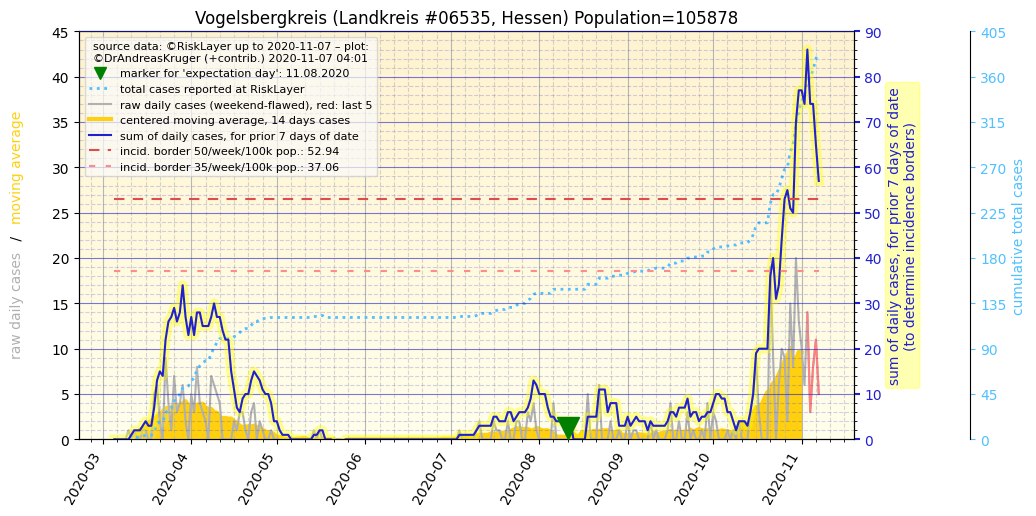 Vogelsbergkreis (Landkreis #06535, Hessen) Population=105878
source data: ©RiskLayer up to 2020-11-07 – plot:
©DrAndreasKruger (+contrib.) 2020-11-07 04:01
marker for 'expectation day': 11.08.2020
total cases reported at RiskLayer
raw daily cases (weekend-flawed), red: last 5
centered moving average, 14 days cases
sum of daily cases, for prior 7 days of date
incid. border 50/week/100k pop.: 52.94
incid. border 35/week/100k pop.: 37.06
raw daily cases / moving average
45
40
35
30
25
20
15
10
5
0
2020-03
2020-04
2020-05
2020-06
2020-07
2020-08
2020-09
2020-10
2020-11
90
80
70
60
50
40
30
20
10
0
sum of daily cases, for prior 7 days of date
(to determine incidence borders)
405
360
315
270
225
180
135
90
45
0
cumulative total cases